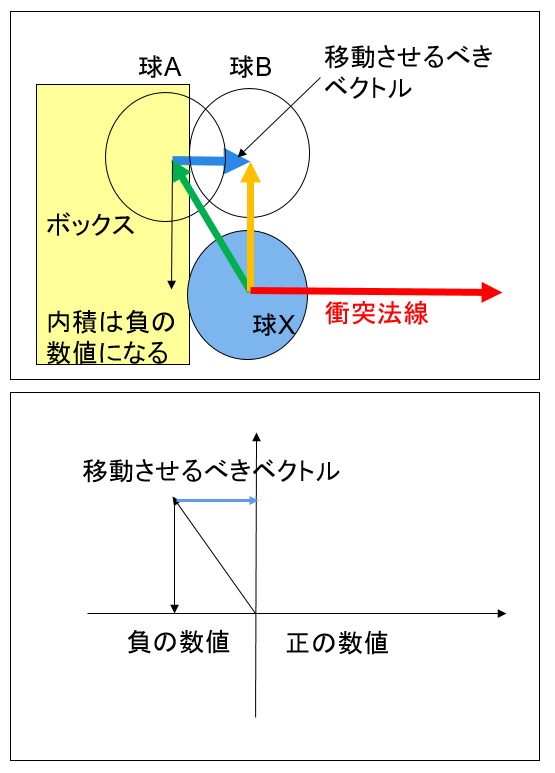 球A
球B
移動させるべき
ベクトル
ボックス
内積は負の
数値になる
球X
衝突法線
移動させるべきベクトル
負の数値
正の数値